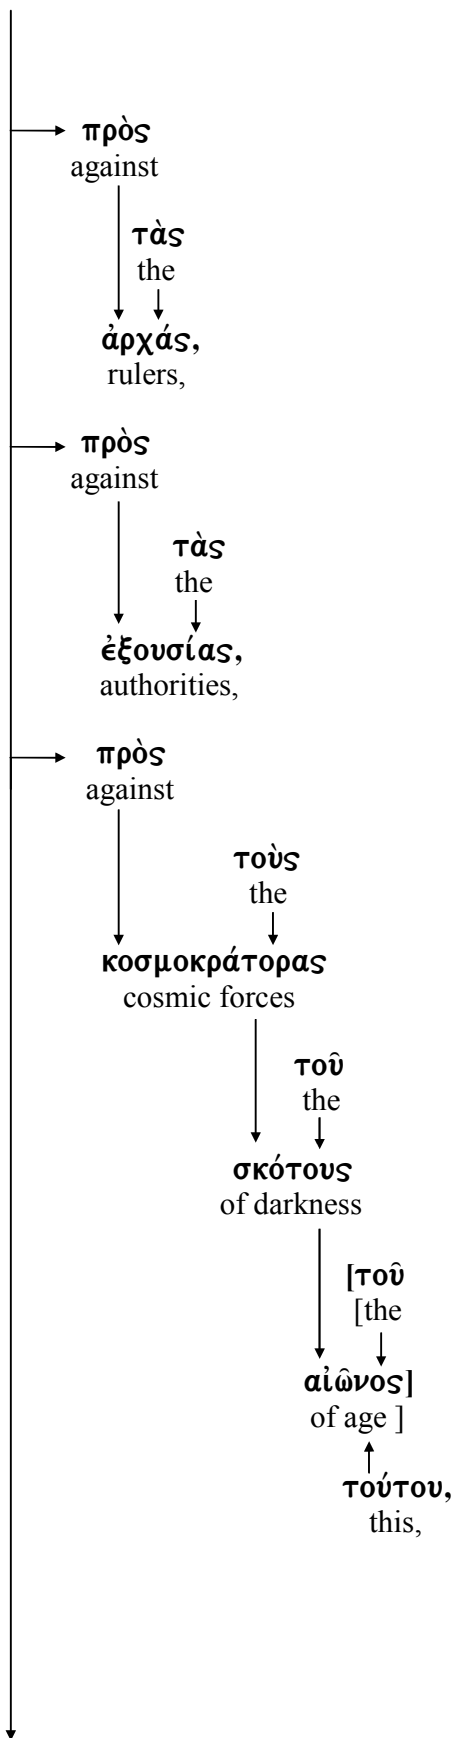 πρὸς
against
τὰς
the
ἀρχάς,
rulers,
πρὸς
against
τὰς
the
ἐξουσίας,
authorities,
πρὸς
against
τοὺς
the
κοσμοκράτορας
cosmic forces
τοῦ
the
σκότους
of darkness
[τοῦ
[the
αἰῶνος]
of age ]
τούτου,
this,